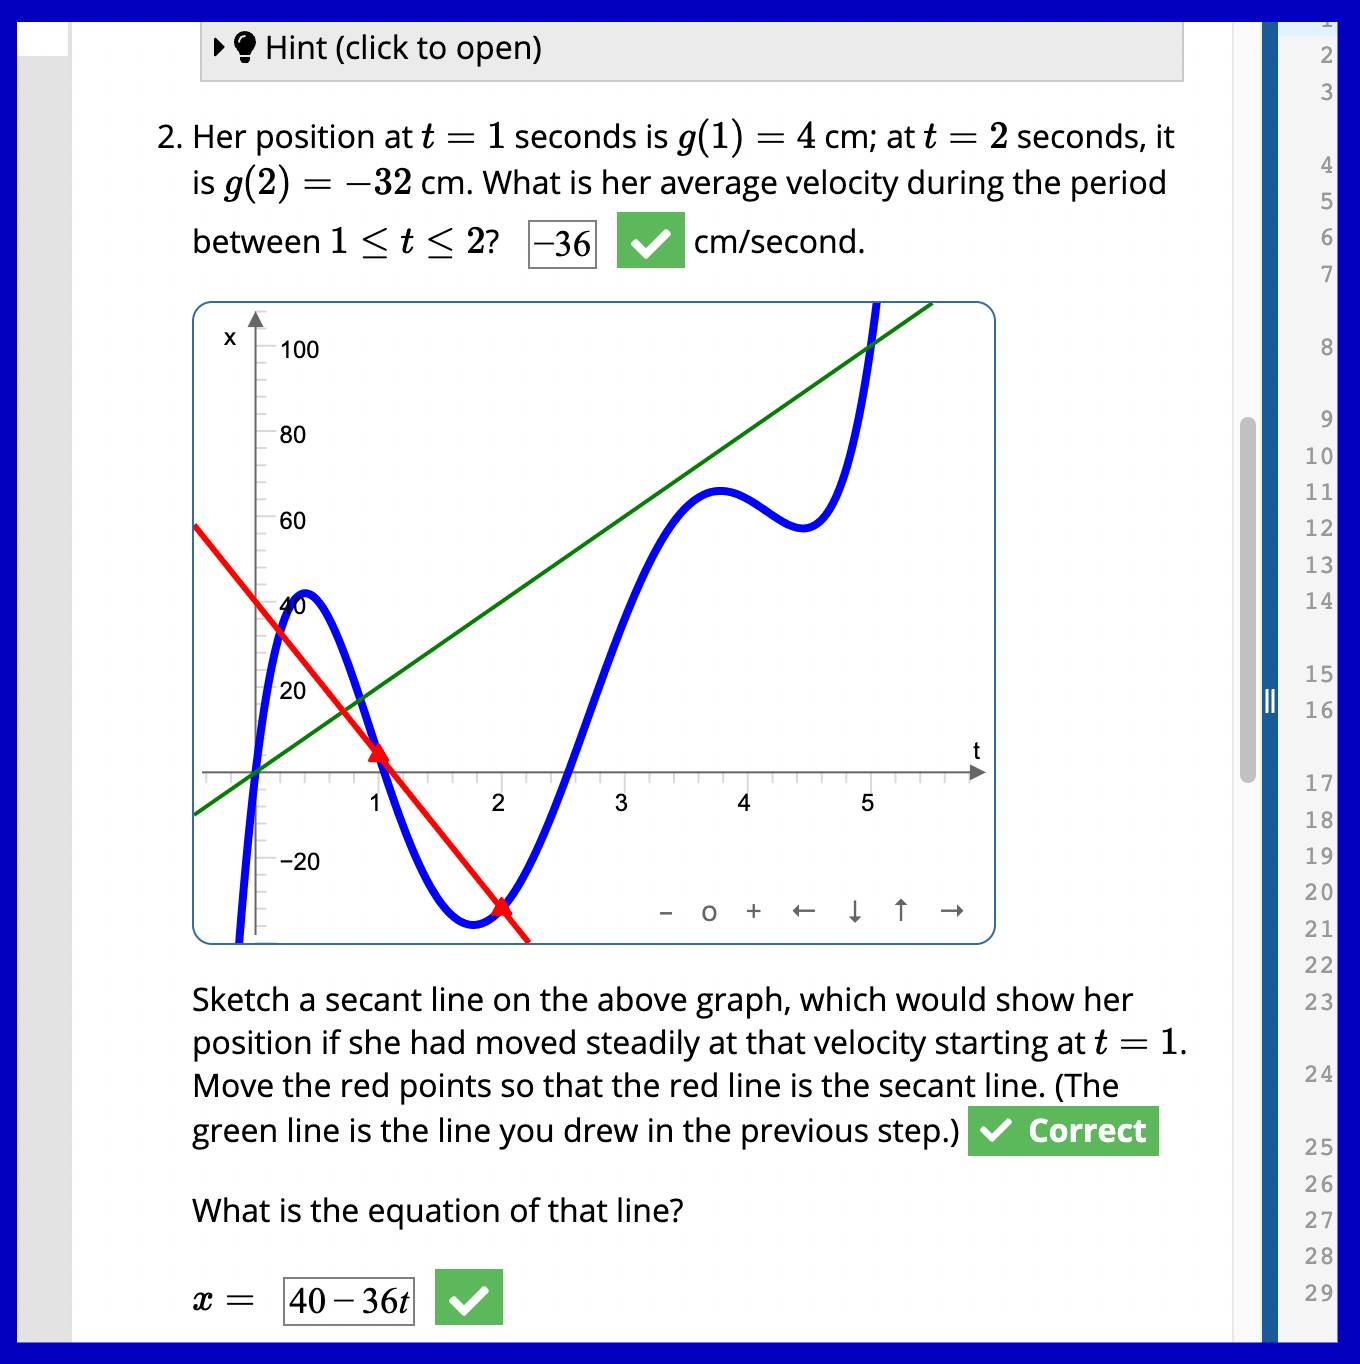 Hint (click to open)
2. Her position at t = 1 seconds is g(1) = 4 cm; at t = 2 seconds, it
is g(2) = −32 cm. What is her average velocity during the period
between 1 ≤ t ≤ 2? −36 cm/second.
x
100
80
60
40
20
−20
t
1 2 3 4 5
– o + ← ↓ ↑ →
Sketch a secant line on the above graph, which would show her
position if she had moved steadily at that velocity starting at t = 1.
Move the red points so that the red line is the secant line. (The
green line is the line you drew in the previous step.) ✓ Correct
What is the equation of that line?
x = 40 − 36t
2
3
4
5
6
7
8
9
10
11
12
13
14
15
16
17
18
19
20
21
22
23
24
25
26
27
28
29